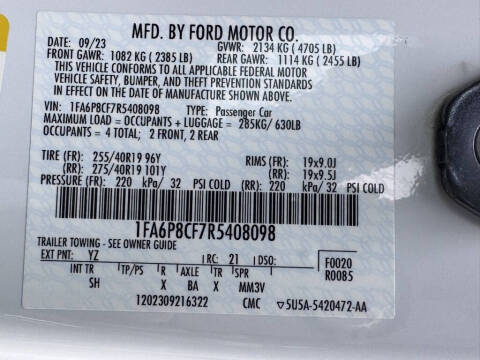 MFD. BY FORD MOTOR CO.
DATE: 09/23 GVWR: 2134 KG (4705 LB)
FRONT GAWR: 1082 KG (2385 LB) REAR GAWR: 1114 KG (2455 LB)
THIS VEHICLE CONFORMS TO ALL APPLICABLE FEDERAL MOTOR
VEHICLE SAFETY, BUMPER, AND THEFT PREVENTION STANDARDS
IN EFFECT ON THE DATE OF MANUFACTURE SHOWN ABOVE.
VIN: 1FA6P8CF7R5408098 TYPE: Passenger Car
MAXIMUM LOAD = OCCUPANTS + LUGGAGE = 285KG/ 630LB
OCCUPANTS = 4 TOTAL; 2 FRONT, 2 REAR
TIRE (FR): 255/40R19 96Y RIMS (FR): 19x9.0J
(RR): 275/40R19 101Y (RR): 19x9.5J
PRESSURE (FR): 220 kPa/ 32 PSI COLD (RR): 220 kPa/ 32 PSI COLD
1FA6P8CF7R5408098
TRAILER TOWING - SEE OWNER GUIDE
EXT PNT: YZ RC: 21 DSO: F0020
INT TR TP/PS R AXLE TR SPR R0085
SH X BA X MM3V
1202309216322 CMC 5U5A-5420472-AA